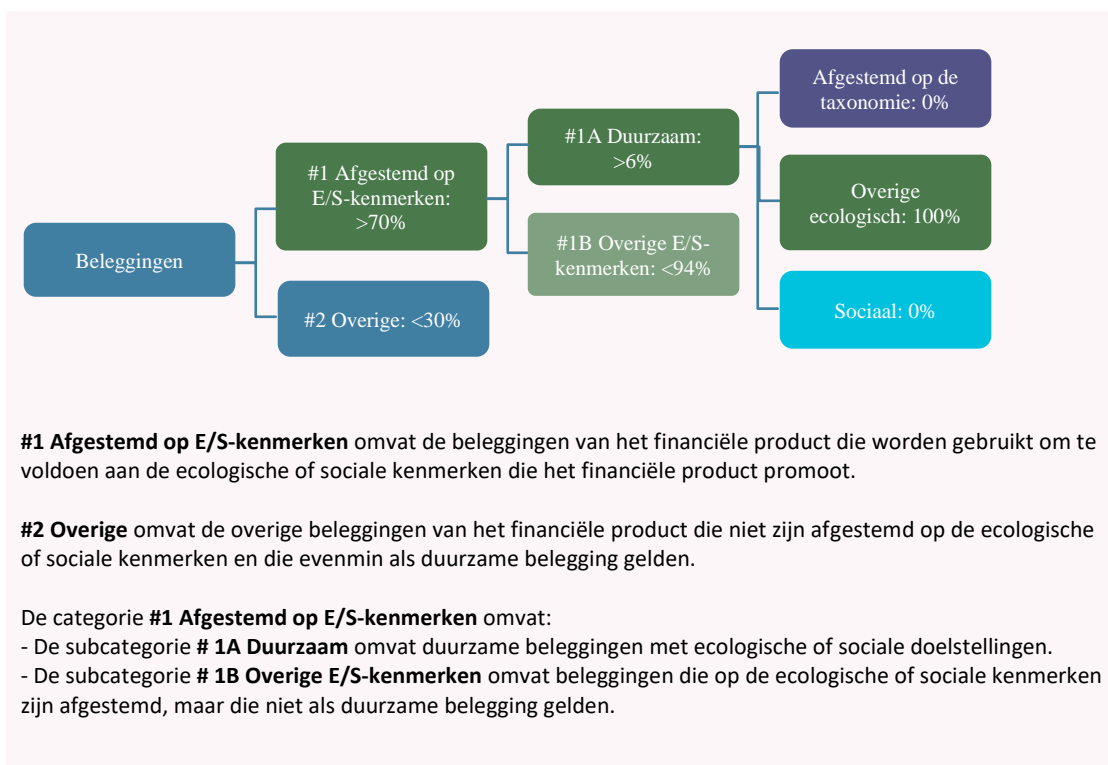 Beleggingen
#1 Afgestemd op
E/S-kenmerken:
>70%
#2 Overige: <30%
#1A Duurzaam:
>6%
#1B Overige E/S-
kenmerken: <94%
Afgestemd op de
taxonomie: 0%
Overige
ecologisch: 100%
Sociaal: 0%
#1 Afgestemd op E/S-kenmerken omvat de beleggingen van het financiële product die worden gebruikt om te
voldoen aan de ecologische of sociale kenmerken die het financiële product promoot.
#2 Overige omvat de overige beleggingen van het financiële product die niet zijn afgestemd op de ecologische
of sociale kenmerken en die evenmin als duurzame belegging gelden.
De categorie #1 Afgestemd op E/S-kenmerken omvat:
- De subcategorie # 1A Duurzaam omvat duurzame beleggingen met ecologische of sociale doelstellingen.
- De subcategorie # 1B Overige E/S-kenmerken omvat beleggingen die op de ecologische of sociale kenmerken
zijn afgestemd, maar die niet als duurzame belegging gelden.